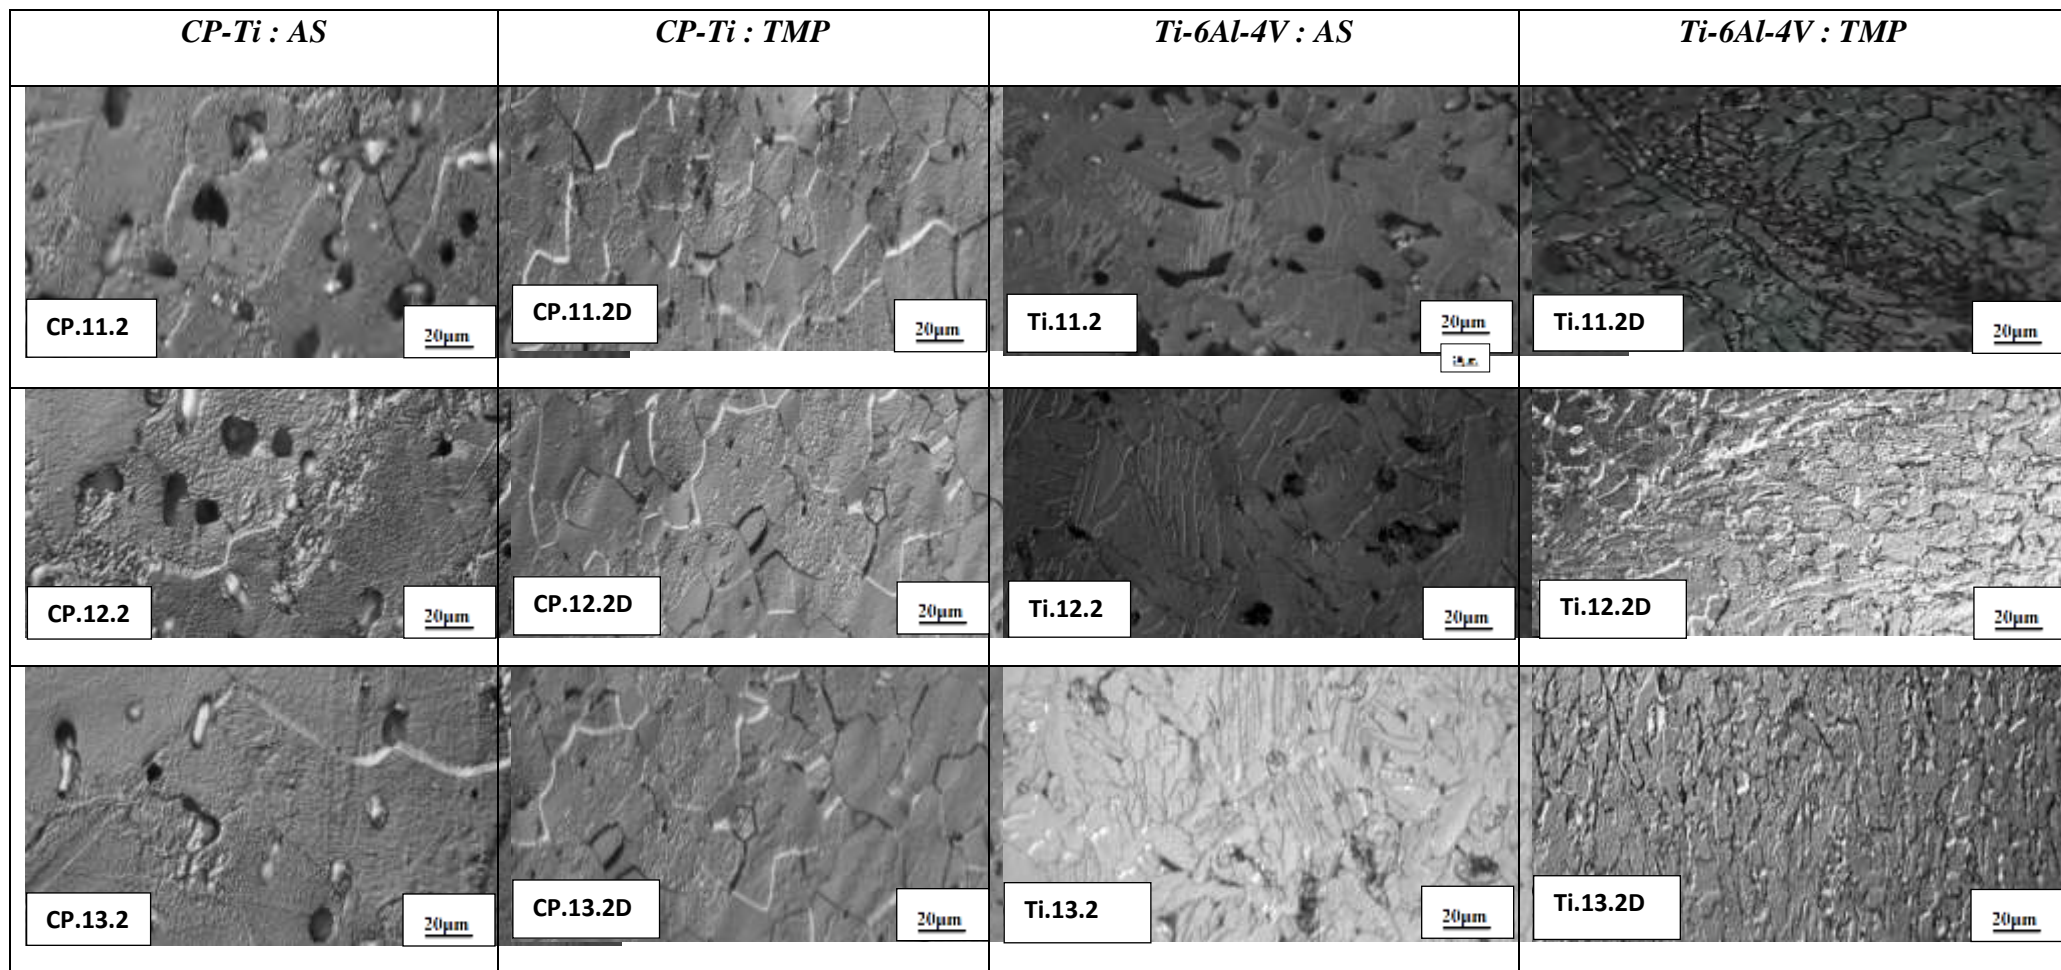 CP-Ti : AS
CP-Ti : TMP
Ti-6Al-4V : AS
Ti-6Al-4V : TMP
CP.11.2
20μm
CP.11.2D
20μm
Ti.11.2
20μm
Ti.11.2D
20μm
CP.12.2
20μm
CP.12.2D
20μm
Ti.12.2
20μm
Ti.12.2D
20μm
CP.13.2
20μm
CP.13.2D
20μm
Ti.13.2
20μm
Ti.13.2D
20μm